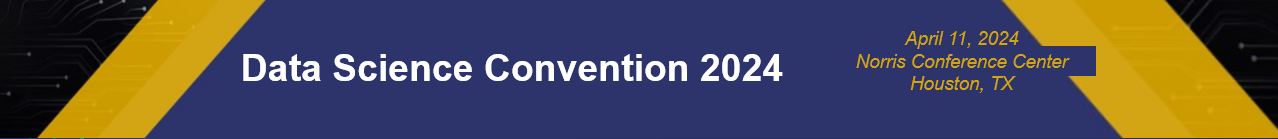 Data Science Convention 2024
April 11, 2024
Norris Conference Center
Houston, TX